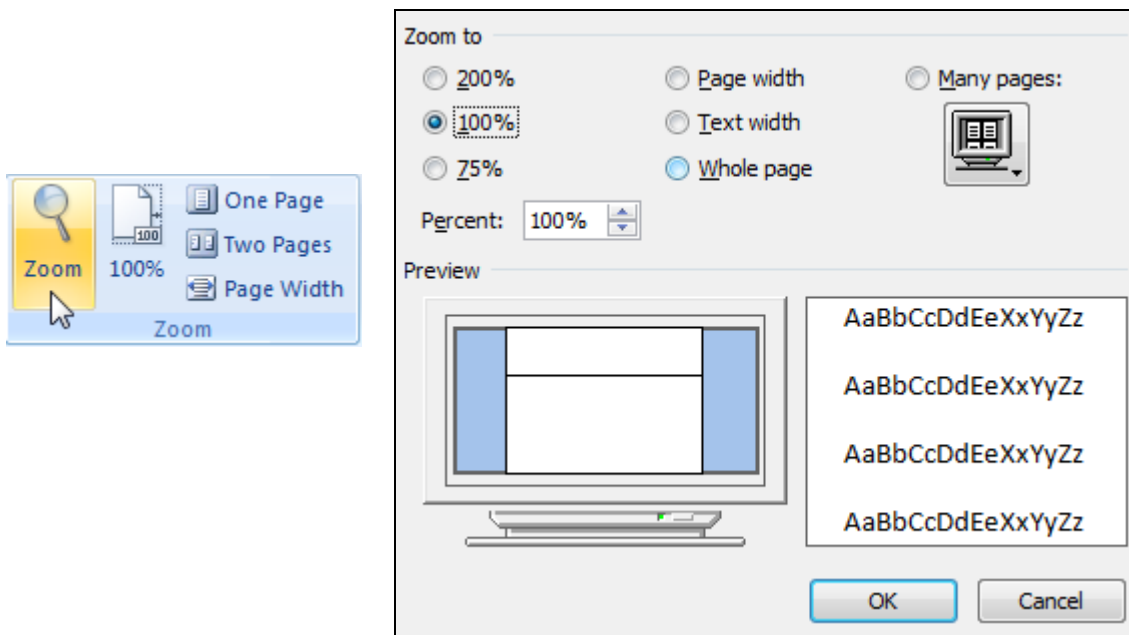 One Page
100
Two Pages
Zoom 100%
Page Width
Zoom
Zoom to
200% Page width Many pages:
100% Text width
75% Whole page
Percent: 100%
Preview
AaBbCcDdEeXxYyZz
AaBbCcDdEeXxYyZz
AaBbCcDdEeXxYyZz
AaBbCcDdEeXxYyZz
OK Cancel